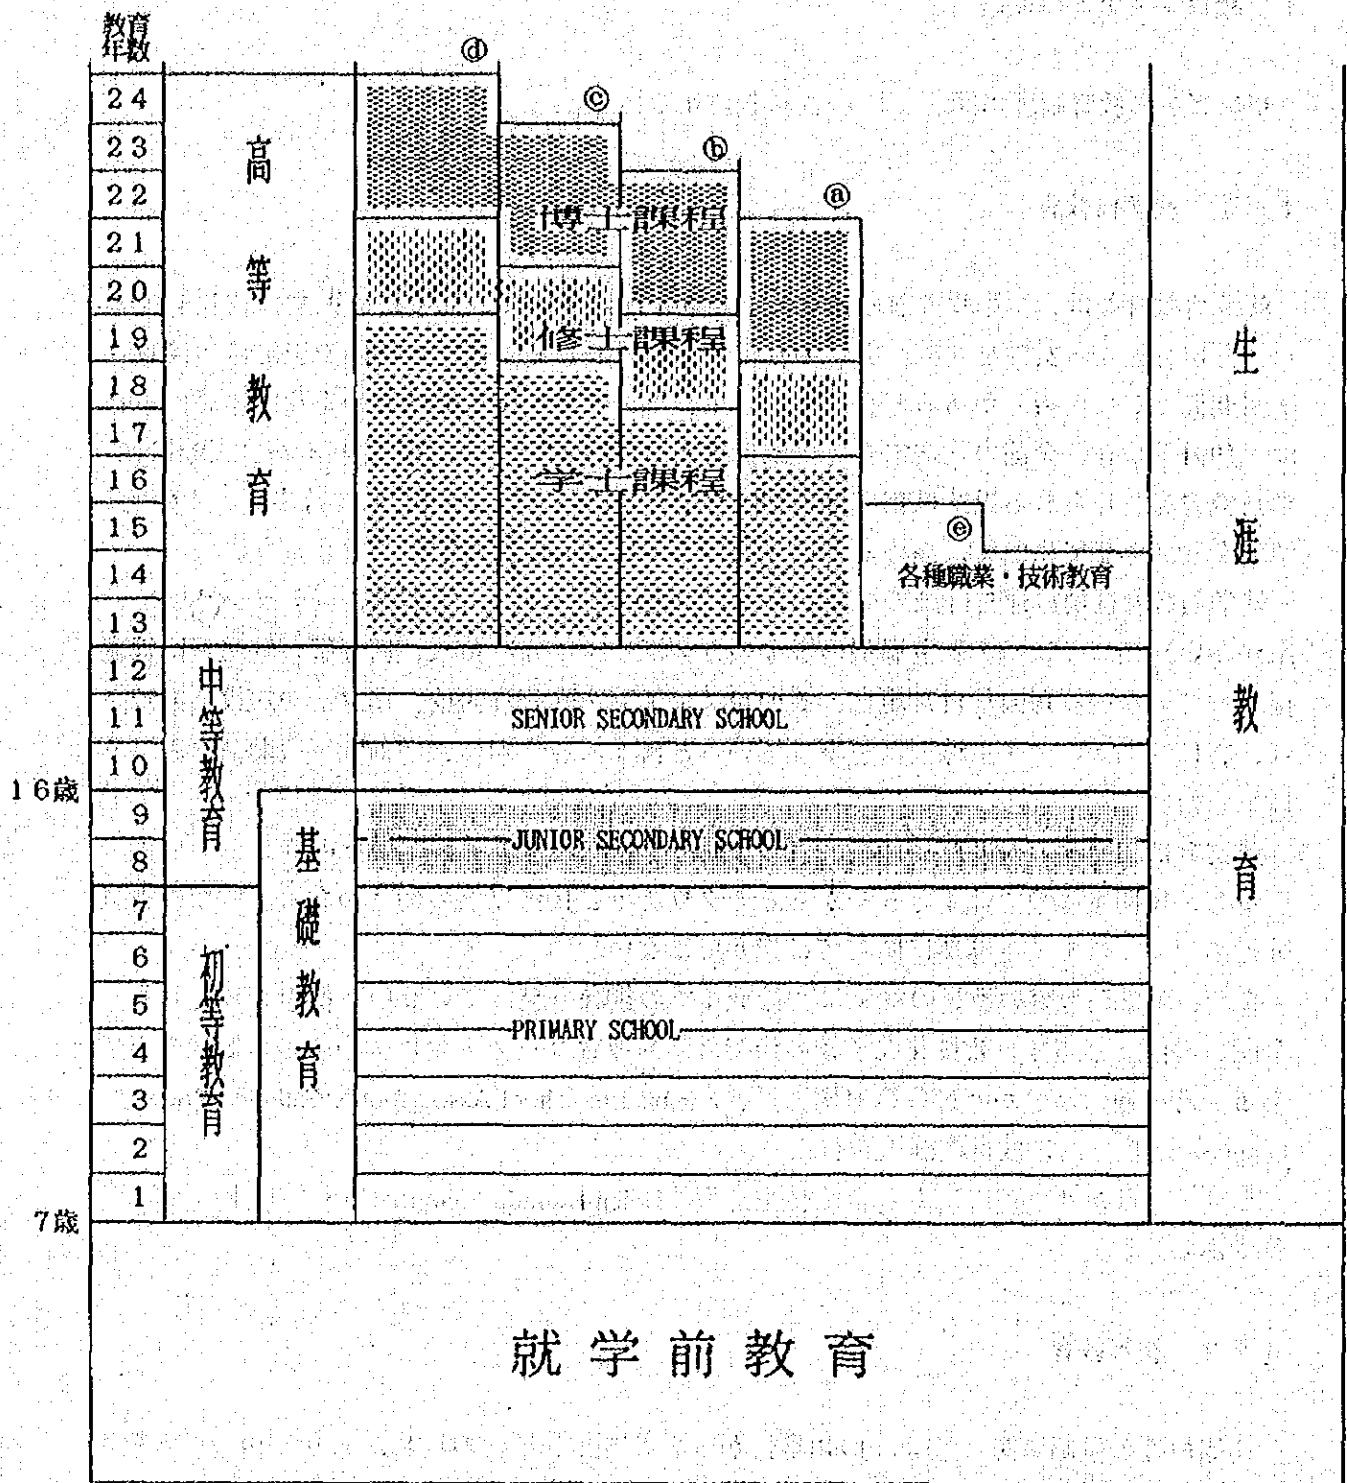 教育
年数
ⓓ
24
ⓒ
23
ⓑ
22
ⓐ
21
20
19
18
17
16
15
14
13
12
11
10
9
8
7
6
5
4
3
2
1
16歳
7歳
高等教育
中等教育
初等教育
基礎教育
博士課程
修士課程
学士課程
ⓔ
各種職業・技術教育
SENIOR SECONDARY SCHOOL
JUNIOR SECONDARY SCHOOL
PRIMARY SCHOOL
生涯教育
就学前教育